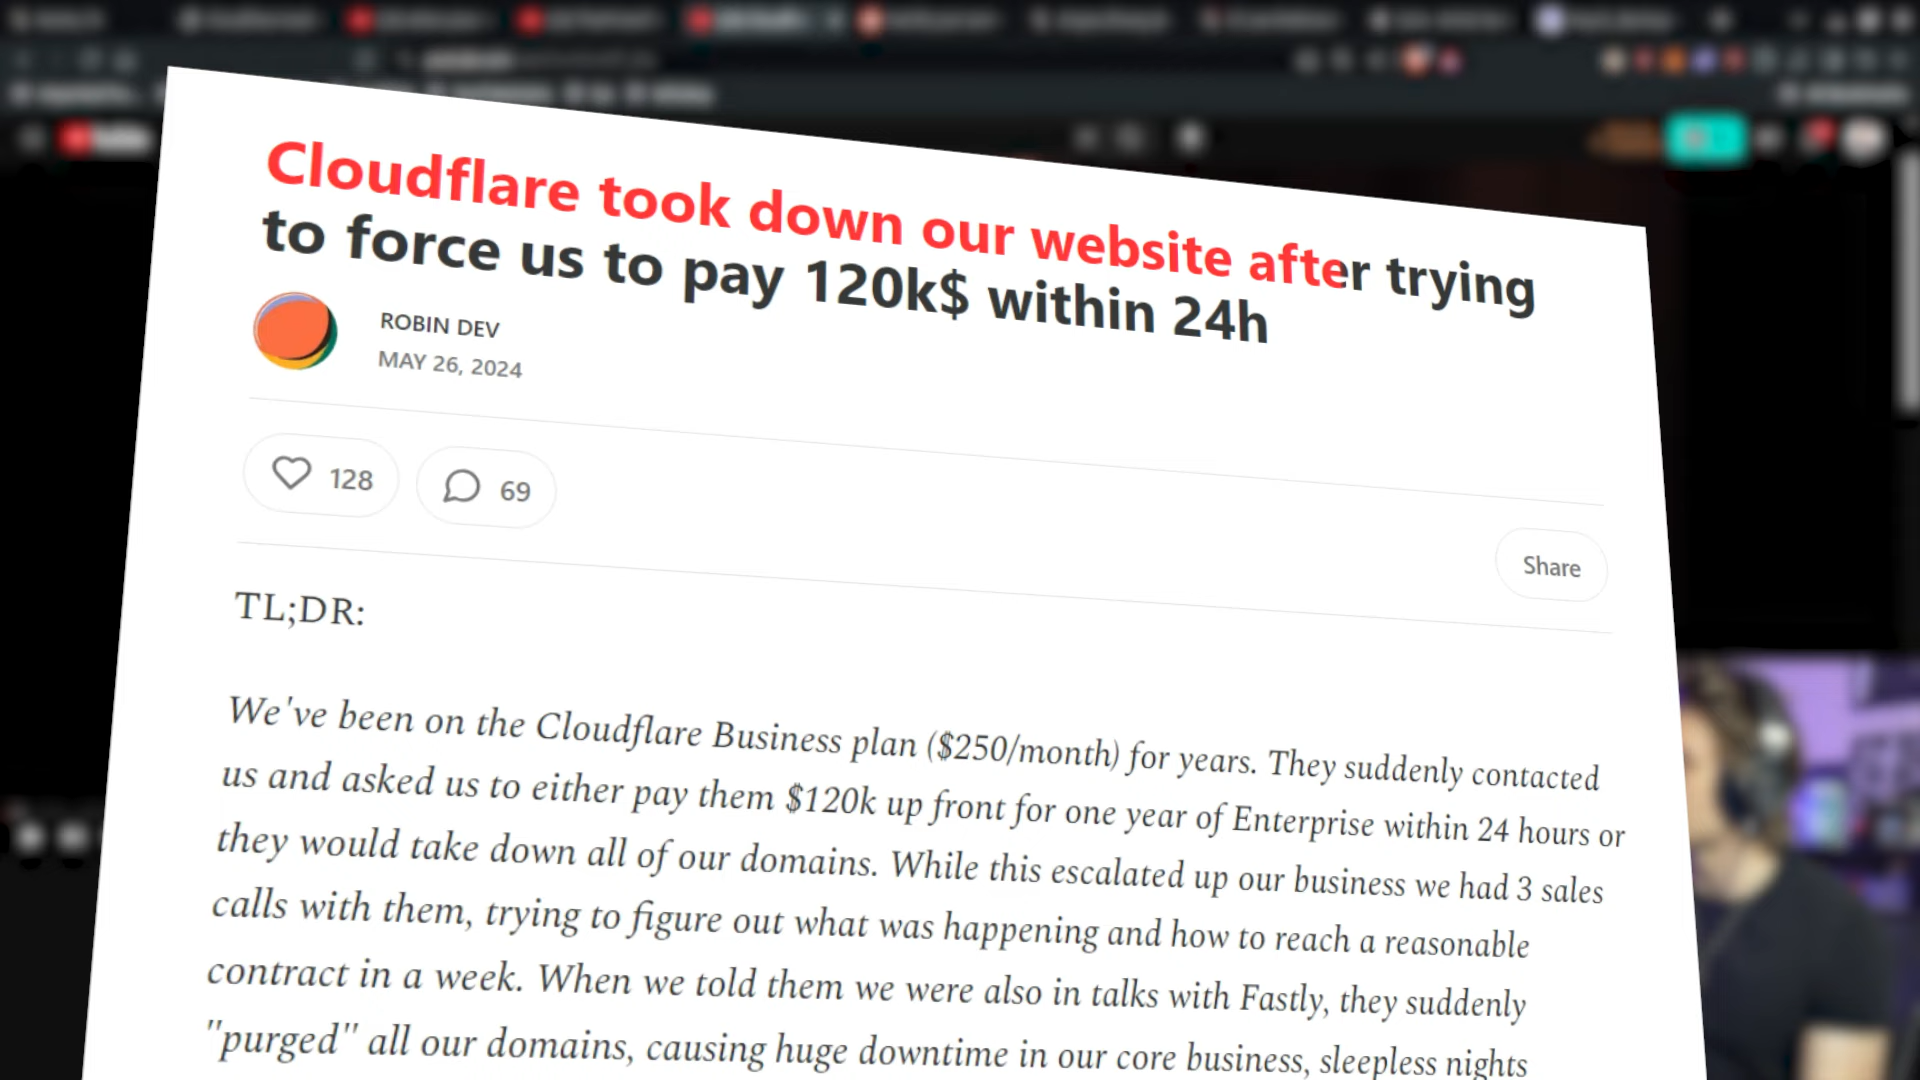 Cloudflare took down our website after trying
to force us to pay 120k$ within 24h
ROBIN DEV
MAY 26, 2024
128
69
Share
TL;DR:
We've been on the Cloudflare Business plan ($250/month) for years. They suddenly contacted
us and asked us to either pay them $120k up front for one year of Enterprise within 24 hours or
they would take down all of our domains. While this escalated up our business we had 3 sales
calls with them, trying to figure out what was happening and how to reach a reasonable
contract in a week. When we told them we were also in talks with Fastly, they suddenly
"purged" all our domains, causing huge downtime in our core business, sleepless nights